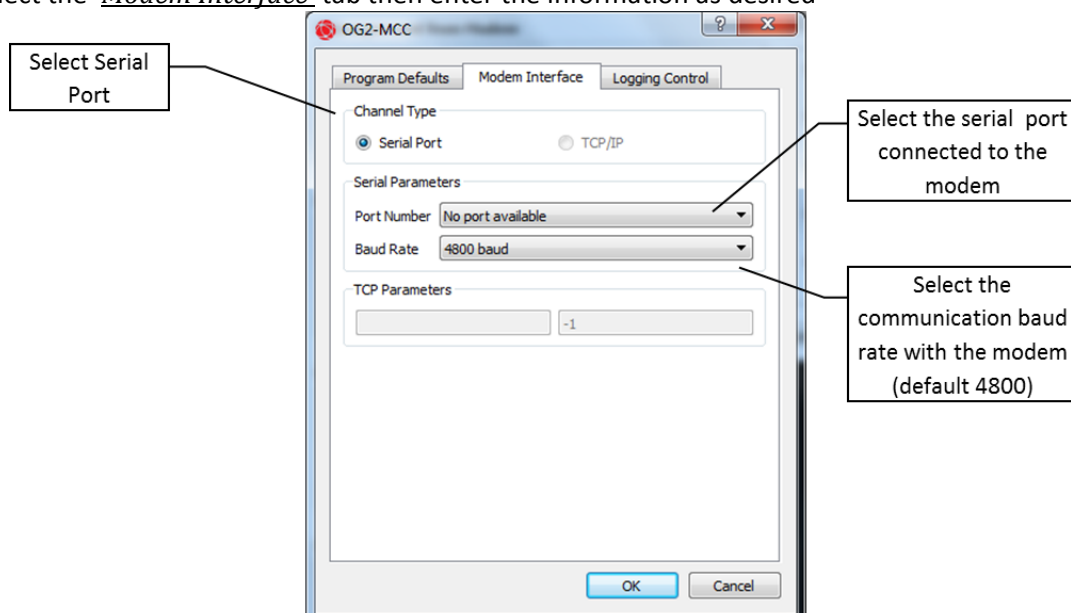 lect the 'Modem Interface' tab then enter the information as desired
OG2-MCC
?
Select Serial
Port
Program Defaults
Modem Interface
Logging Control
Channel Type
Serial Port
TCP/IP
Select the serial port
connected to the
modem
Serial Parameters
Port Number
No port available
Baud Rate
4800 baud
Select the
communication baud
rate with the modem
(default 4800)
TCP Parameters
-1
OK
Cancel